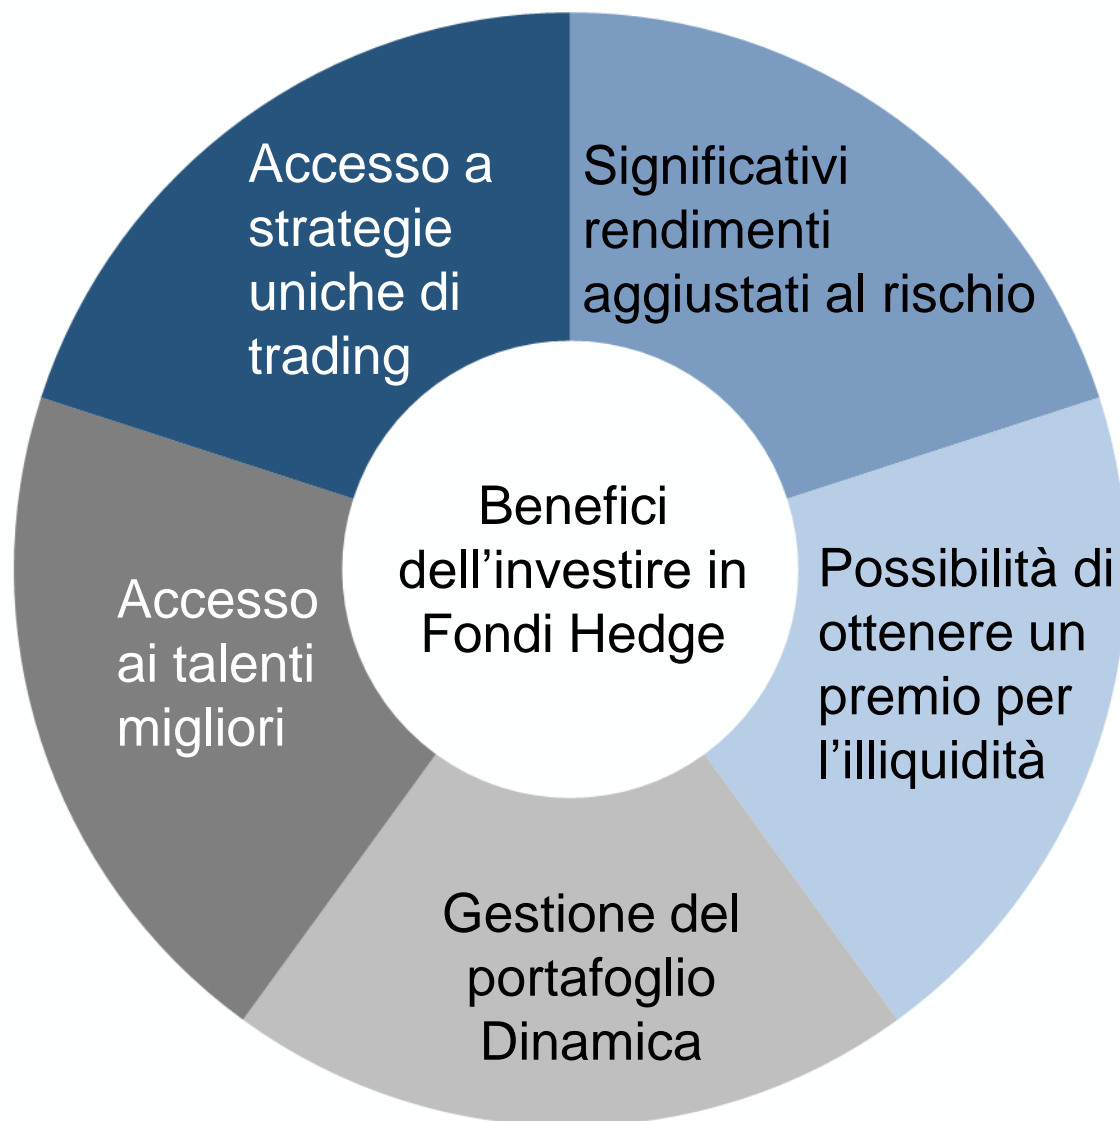 Accesso a
strategie
uniche di
trading
Significativi
rendimenti
aggiustati al rischio
Benefici
dell’investire in
Fondi Hedge
Possibilità di
ottenere un
premio per
l’illiquidità
Accesso
ai talenti
migliori
Gestione del
portafoglio
Dinamica